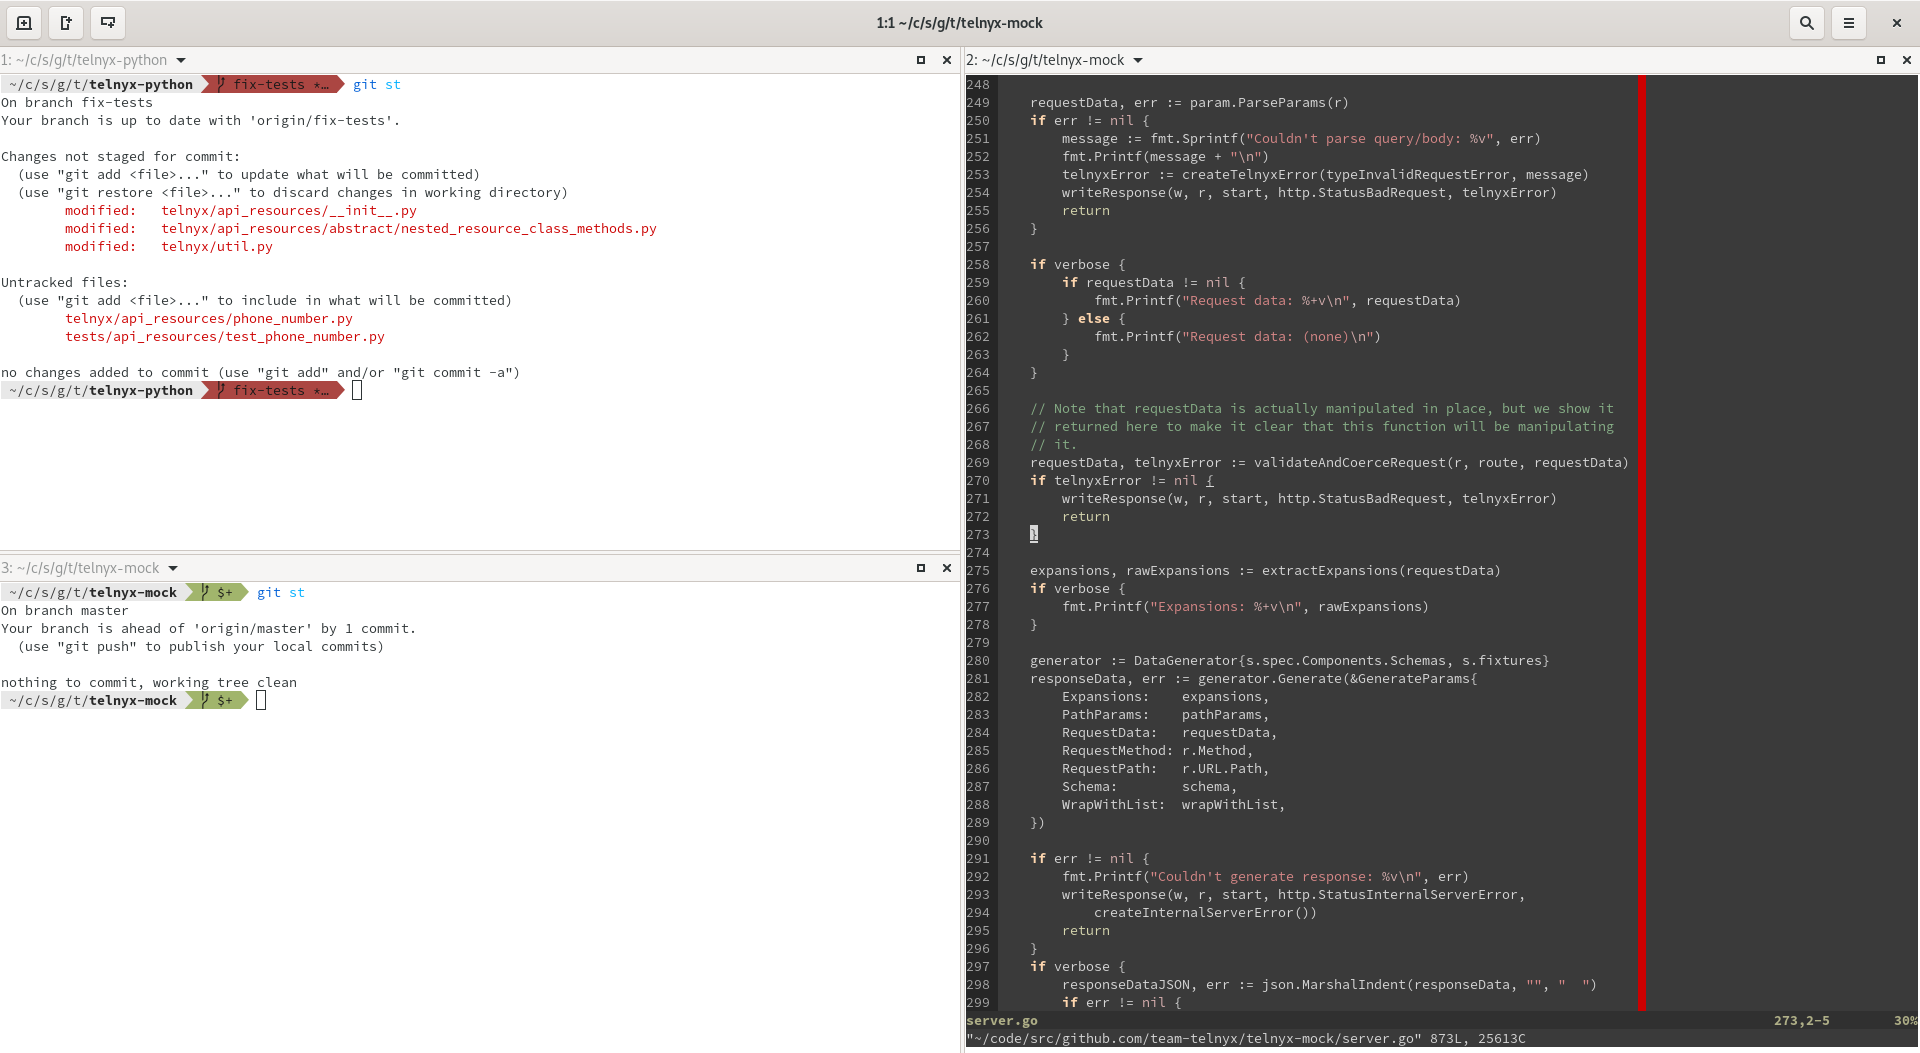 1:1 ~/c/s/g/t/telnyx-mock
1: ~/c/s/g/t/telnyx-python
~/c/s/g/t/telnyx-python fix-tests *… git st
On branch fix-tests
Your branch is up to date with 'origin/fix-tests'.
Changes not staged for commit:
(use "git add <file>..." to update what will be committed)
(use "git restore <file>..." to discard changes in working directory)
modified: telnyx/api_resources/__init__.py
modified: telnyx/api_resources/abstract/nested_resource_class_methods.py
modified: telnyx/util.py
Untracked files:
(use "git add <file>..." to include in what will be committed)
telnyx/api_resources/phone_number.py
tests/api_resources/test_phone_number.py
no changes added to commit (use "git add" and/or "git commit -a")
~/c/s/g/t/telnyx-python fix-tests *…
3: ~/c/s/g/t/telnyx-mock
~/c/s/g/t/telnyx-mock $+ git st
On branch master
Your branch is ahead of 'origin/master' by 1 commit.
(use "git push" to publish your local commits)
nothing to commit, working tree clean
~/c/s/g/t/telnyx-mock $+
2: ~/c/s/g/t/telnyx-mock
248
249 requestData, err := param.ParseParams(r)
250 if err != nil {
251 message := fmt.Sprintf("Couldn't parse query/body: %v", err)
252 fmt.Printf(message + "\n")
253 telnyxError := createTelnyxError(typeInvalidRequestError, message)
254 writeResponse(w, r, start, http.StatusBadRequest, telnyxError)
255 return
256 }
257
258 if verbose {
259 if requestData != nil {
260 fmt.Printf("Request data: %+v\n", requestData)
261 } else {
262 fmt.Printf("Request data: (none)\n")
263 }
264 }
265
266 // Note that requestData is actually manipulated in place, but we show it
267 // returned here to make it clear that this function will be manipulating
268 // it.
269 requestData, telnyxError := validateAndCoerceRequest(r, route, requestData)
270 if telnyxError != nil {
271 writeResponse(w, r, start, http.StatusBadRequest, telnyxError)
272 return
273 }
274
275 expansions, rawExpansions := extractExpansions(requestData)
276 if verbose {
277 fmt.Printf("Expansions: %+v\n", rawExpansions)
278 }
279
280 generator := DataGenerator{s.spec.Components.Schemas, s.fixtures}
281 responseData, err := generator.Generate(&GenerateParams{
282 Expansions: expansions,
283 PathParams: pathParams,
284 RequestData: requestData,
285 RequestMethod: r.Method,
286 RequestPath: r.URL.Path,
287 Schema: schema,
288 WrapWithList: wrapWithList,
289 })
290
291 if err != nil {
292 fmt.Printf("Couldn't generate response: %v\n", err)
293 writeResponse(w, r, start, http.StatusInternalServerError,
294 createInternalServerError())
295 return
296 }
297 if verbose {
298 responseDataJSON, err := json.MarshalIndent(responseData, "", "  ")
299 if err != nil {
server.go 273,2-5 30%
"~/code/src/github.com/team-telnyx/telnyx-mock/server.go" 873L, 25613C